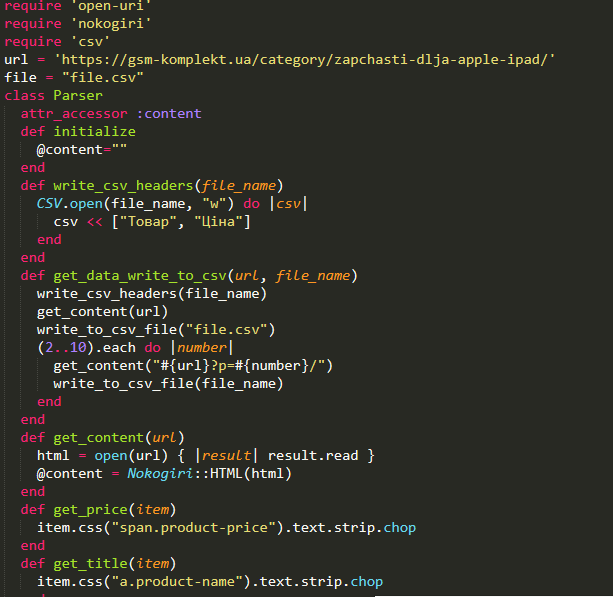 require 'open-uri'
require 'nokogiri'
require 'csv'
url = 'https://gsm-komplekt.ua/category/zapchasti-dlja-apple-ipad/'
file = "file.csv"
class Parser
  attr_accessor :content
  def initialize
    @content=""
  end
  def write_csv_headers(file_name)
    CSV.open(file_name, "w") do |csv|
      csv << ["Товар", "Ціна"]
    end
  end
  def get_data_write_to_csv(url, file_name)
    write_csv_headers(file_name)
    get_content(url)
    write_to_csv_file("file.csv")
    (2..10).each do |number|
      get_content("#{url}?p=#{number}/")
      write_to_csv_file(file_name)
    end
  end
  def get_content(url)
    html = open(url) { |result| result.read }
    @content = Nokogiri::HTML(html)
  end
  def get_price(item)
    item.css("span.product-price").text.strip.chop
  end
  def get_title(item)
    item.css("a.product-name").text.strip.chop